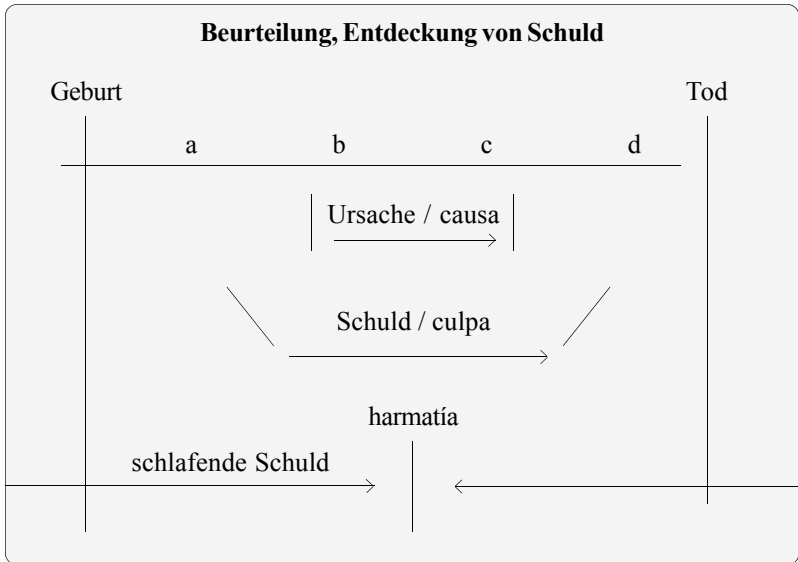 Beurteilung, Entdeckung von Schuld
Geburt Tod
a b c d
Ursache / causa
Schuld / culpa
harmatía
schlafende Schuld